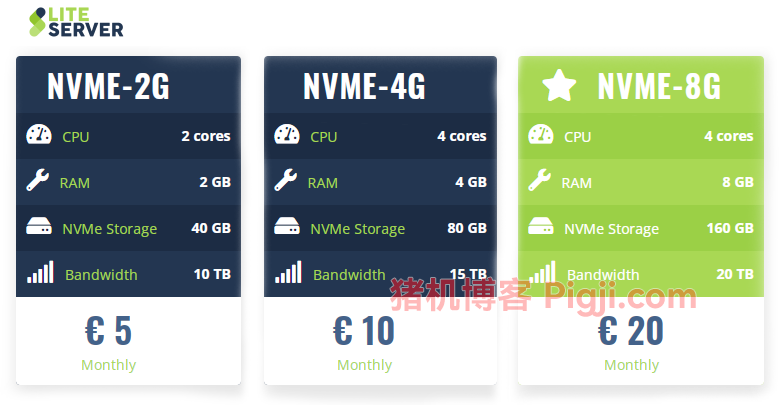 LITE
SERVER
NVME-2G
CPU 2 cores
RAM 2 GB
NVMe Storage 40 GB
Bandwidth 10 TB
€ 5
Monthly
NVME-4G
CPU 4 cores
RAM 4 GB
NVMe Storage 80 GB
Bandwidth 15 TB
€ 10
Monthly
NVME-8G
CPU 4 cores
RAM 8 GB
NVMe Storage 160 GB
Bandwidth 20 TB
€ 20
Monthly
猪机博客 Pigji.com